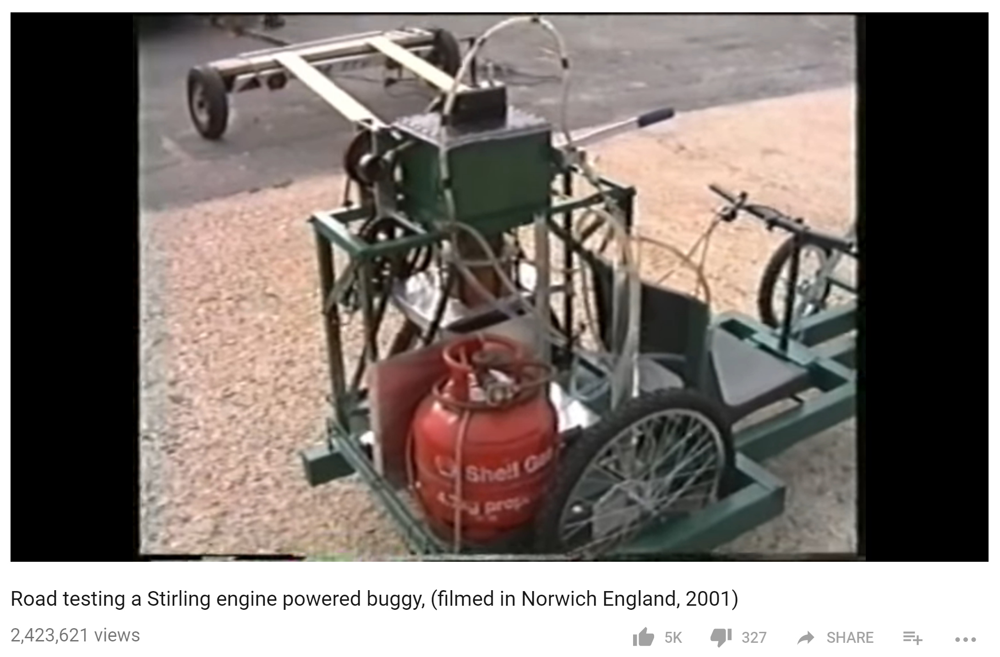 Shell Gas
Road testing a Stirling engine powered buggy, (filmed in Norwich England, 2001)
2,423,621 views
5K
327
SHARE